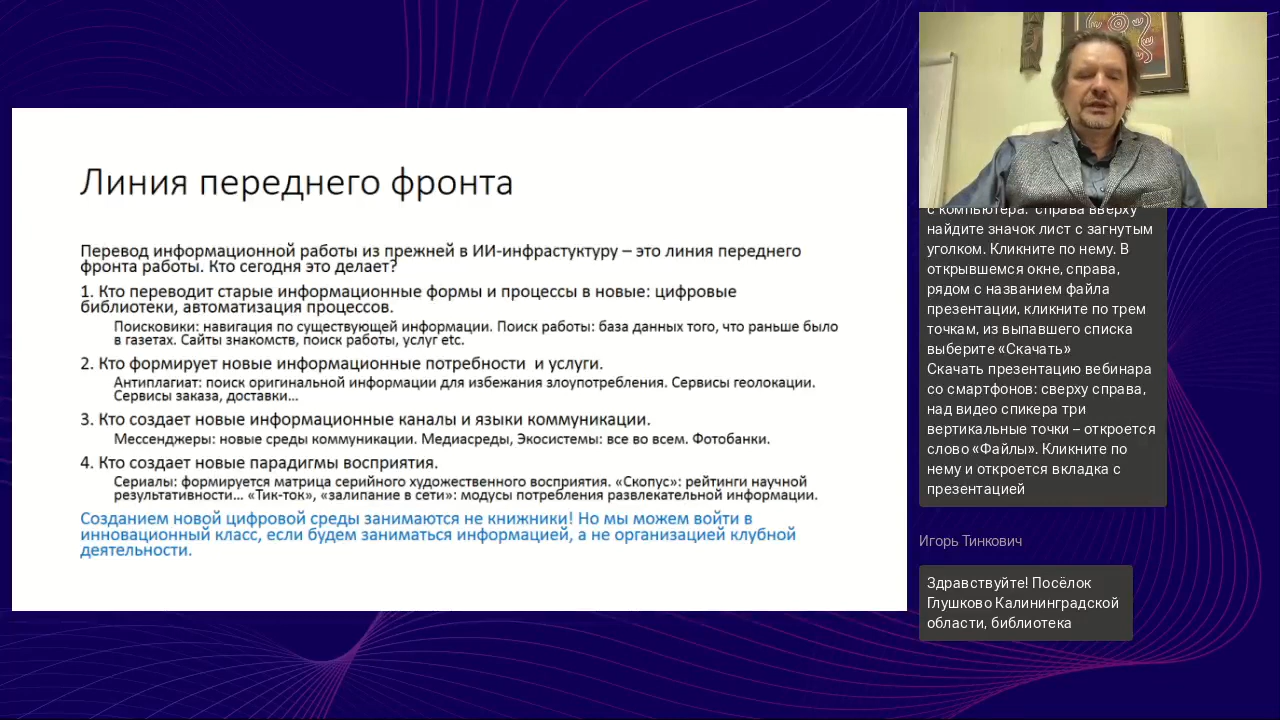 Линия переднего фронта
Перевод информационной работы из прежней в ИИ-инфрастуктуру – это линия переднего
фронта работы. Кто сегодня это делает?
1. Кто переводит старые информационные формы и процессы в новые: цифровые
библиотеки, автоматизация процессов.
Поисковики: навигация по существующей информации. Поиск работы: база данных того, что раньше было
в газетах. Сайты знакомств, поиск работы, услуг etc.
2. Кто формирует новые информационные потребности и услуги.
Антиплагиат: поиск оригинальной информации для избежания злоупотребления. Сервисы геолокации.
Сервисы заказа, доставки...
3. Кто создает новые информационные каналы и языки коммуникации.
Мессенджеры: новые среды коммуникации. Медиасреды, Экосистемы: все во всем. Фотобанки.
4. Кто создает новые парадигмы восприятия.
Сериалы: формируется матрица серийного художественного восприятия. «Скопус»: рейтинги научной
результативности... «Тик-ток», «залипание в сети»: модусы потребления развлекательной информации.
Созданием новой цифровой среды занимаются не книжники! Но мы можем войти в
инновационный класс, если будем заниматься информацией, а не организацией клубной
деятельности.
с компьютера: справа вверху
найдите значок лист с загнутым
уголком. Кликните по нему. В
открывшемся окне, справа,
рядом с названием файла
презентации, кликните по трем
точкам, из выпавшего списка
выберите «Скачать»
Скачать презентацию вебинара
со смартфонов: сверху справа,
над видео спикера три
вертикальные точки – откроется
слово «Файлы». Кликните по
нему и откроется вкладка с
презентацией
Игорь Тинкович
Здравствуйте! Посёлок
Глушково Калининградской
области, библиотека